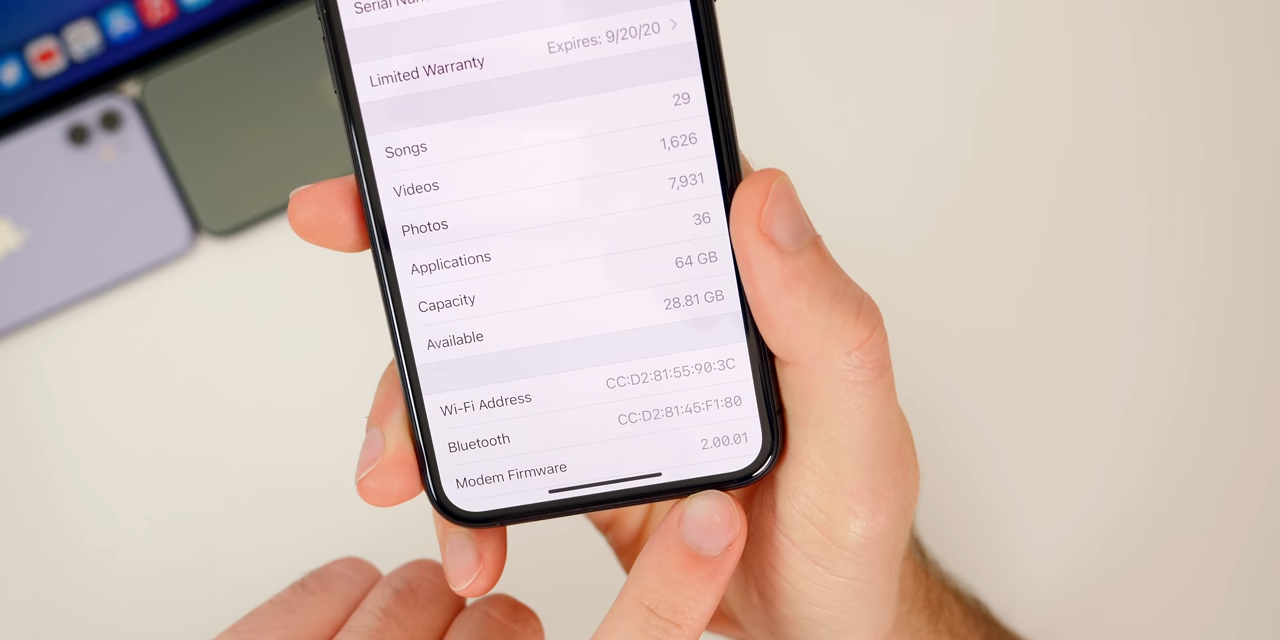 Serial
Limited Warranty Expires: 9/20/20
Songs 29
Videos 1,626
Photos 7,931
Applications 36
Capacity 64 GB
Available 28.81 GB
Wi-Fi Address CC:D2:81:55:90:3C
Bluetooth CC:D2:81:45:F1:80
Modem Firmware 2.00.01